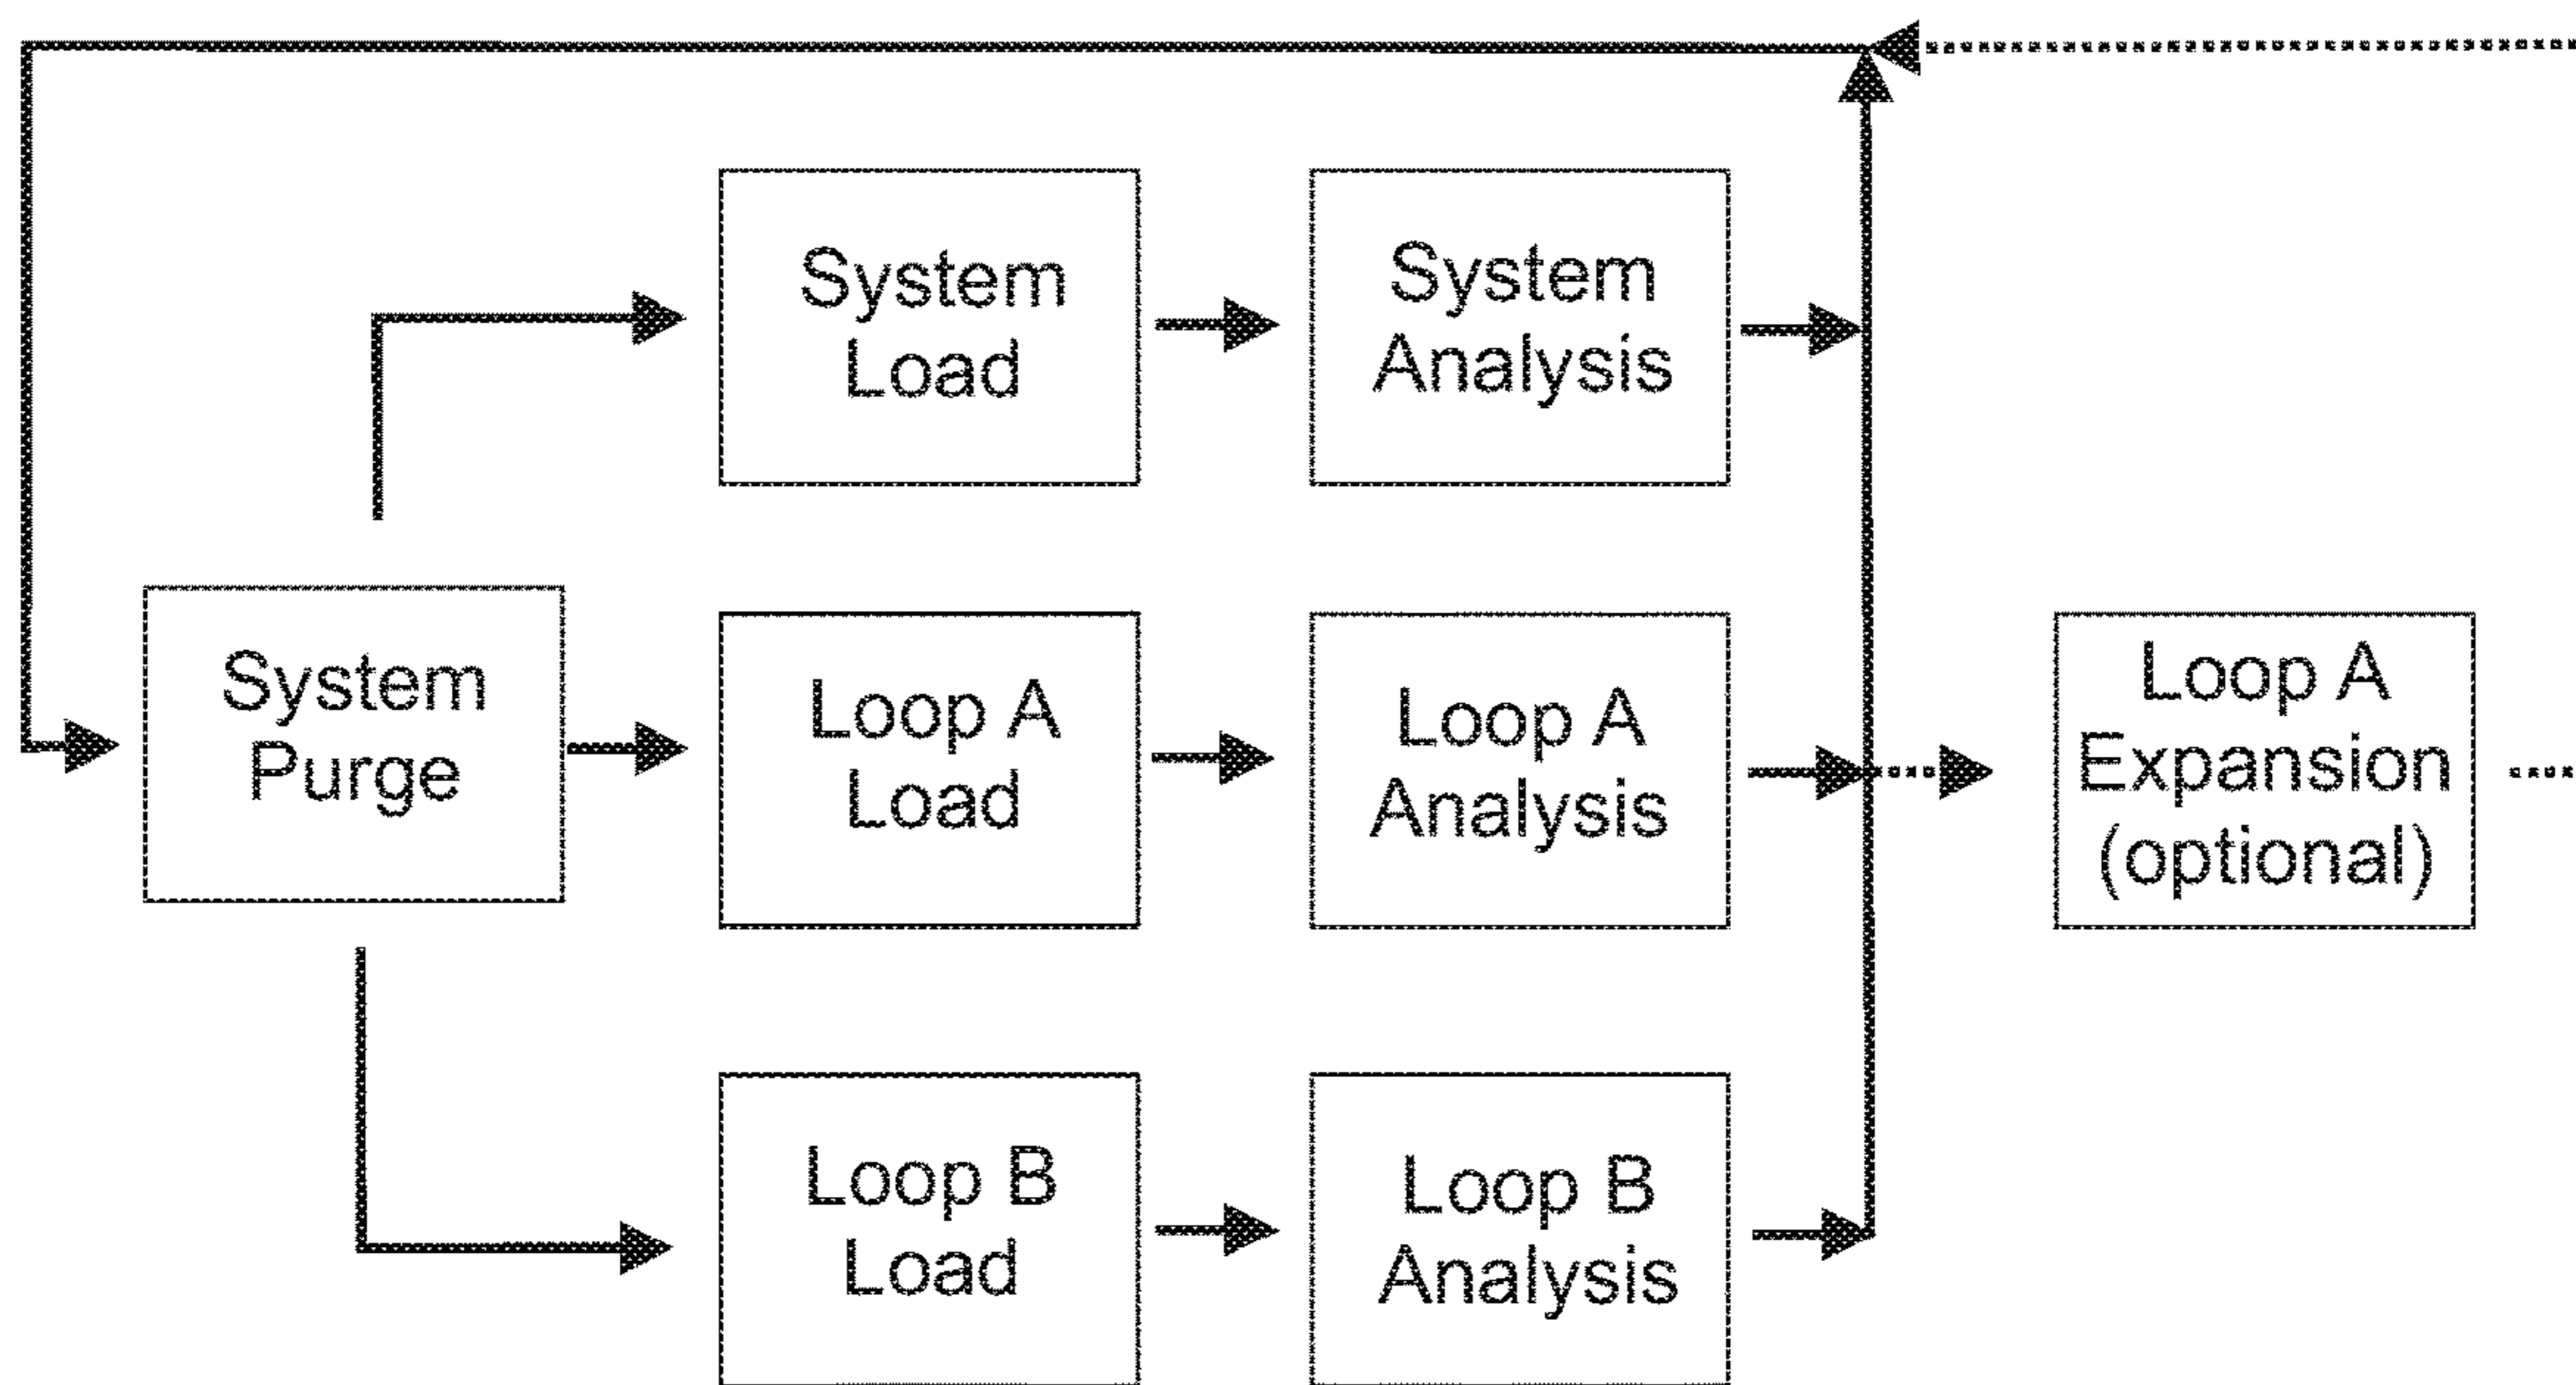 System
Load
System
Analysis
System
Purge
Loop A
Load
Loop A
Analysis
Loop A
Expansion
(optional)
Loop B
Load
Loop B
Analysis